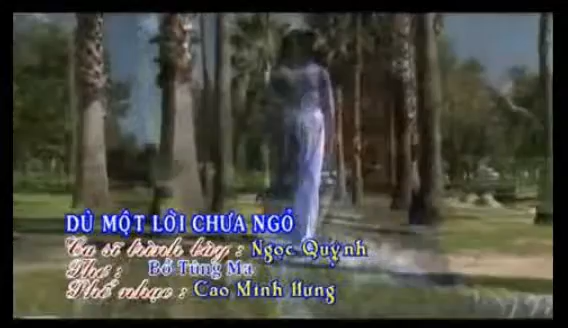 DÙ MỘT LỜI CHƯA NGỎ
Ca sĩ trình bày : Ngọc Quỳnh
Thơ : Bồ Tùng Ma
Phổ nhạc : Cao Minh Hưng